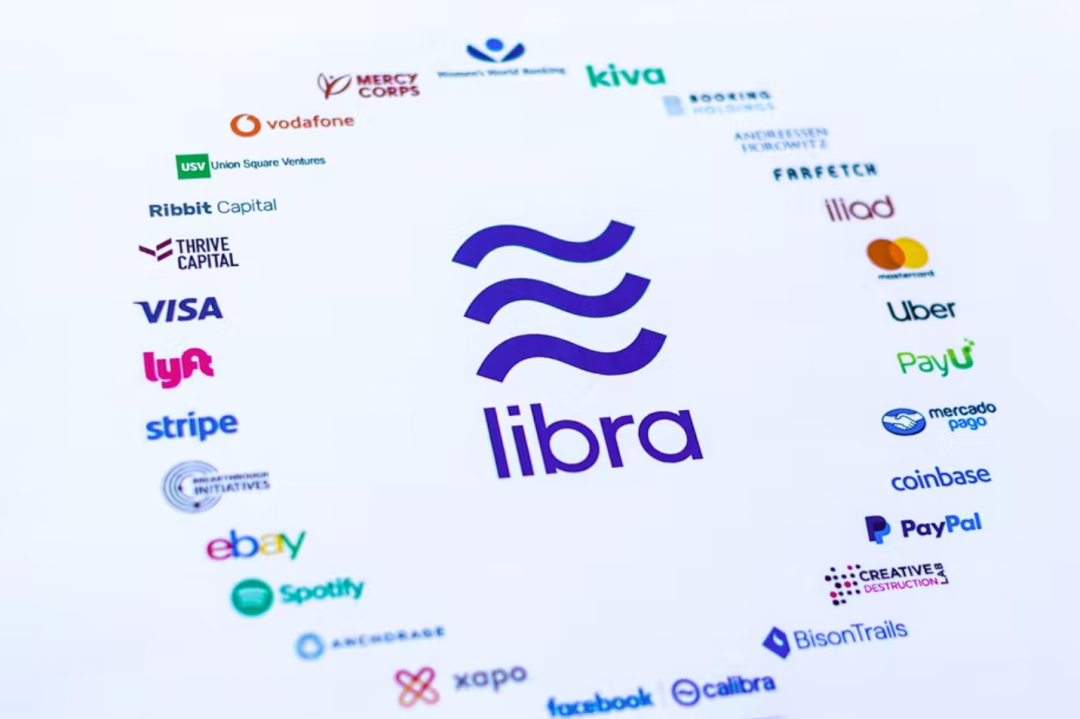 Women's World Banking
MERCY
CORPS
kiva
BOOKING
HOLDINGS
vodafone
ANDREESSEN
HOROWITZ
USV Union Square Ventures
FARFETCH
Ribbit Capital
iliad
THRIVE
CAPITAL
mastercard
VISA
Uber
lyft
PayU
stripe
mercado
pago
libra
BREAKTHROUGH
INITIATIVES
coinbase
ebay
PayPal
Spotify
CREATIVE
DESTRUCTION LAB
ANCHORAGE
BisonTrails
xapo
facebook calibra